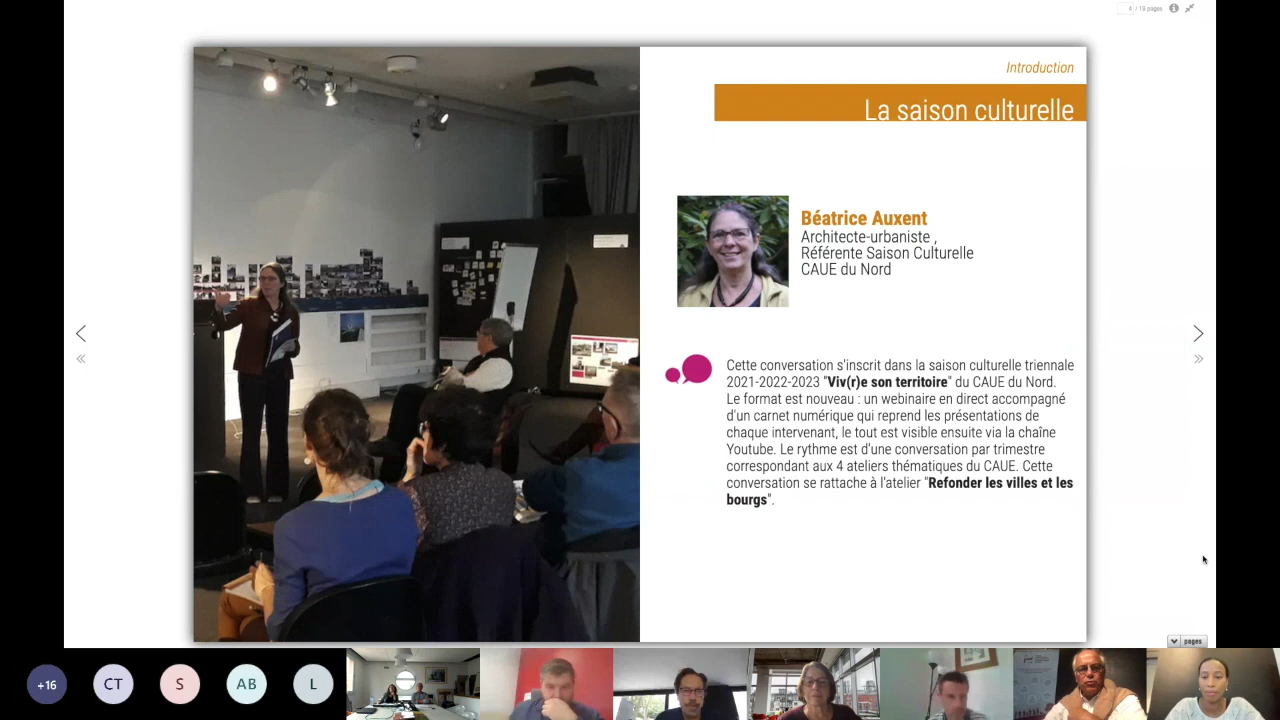 4 / 19 pages
Introduction
La saison culturelle
Béatrice Auxent
Architecte-urbaniste ,
Référente Saison Culturelle
CAUE du Nord
Cette conversation s'inscrit dans la saison culturelle triennale
2021-2022-2023 "Viv(r)e son territoire" du CAUE du Nord.
Le format est nouveau : un webinaire en direct accompagné
d'un carnet numérique qui reprend les présentations de
chaque intervenant, le tout est visible ensuite via la chaîne
Youtube. Le rythme est d'une conversation par trimestre
correspondant aux 4 ateliers thématiques du CAUE. Cette
conversation se rattache à l'atelier "Refonder les villes et les
bourgs".
pages
+16
CT
S
AB
L